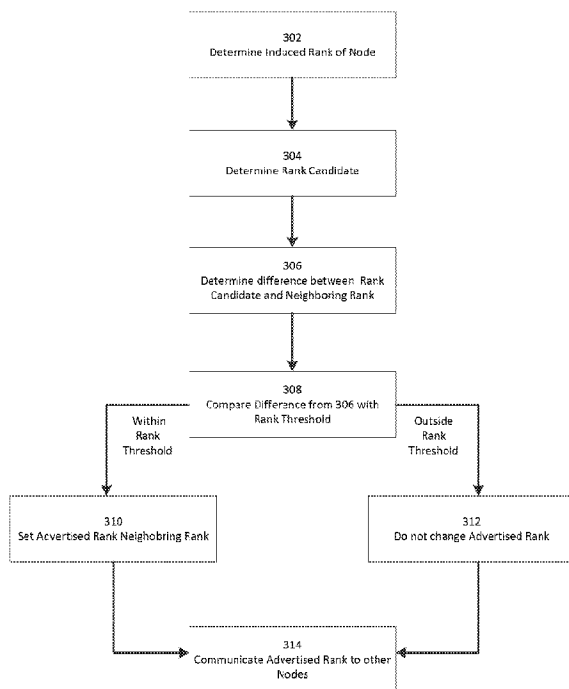 302
Determine Induced Rank of Node
304
Determine Rank Candidate
306
Determine difference between Rank
Candidate and Neighboring Rank
308
Compare Difference from 306 with
Rank Threshold
Within
Rank
Threshold
Outside
Rank
Threshold
310
Set Advertised Rank Neighobring Rank
312
Do not change Advertised Rank
314
Communicate Advertised Rank to other
Nodes